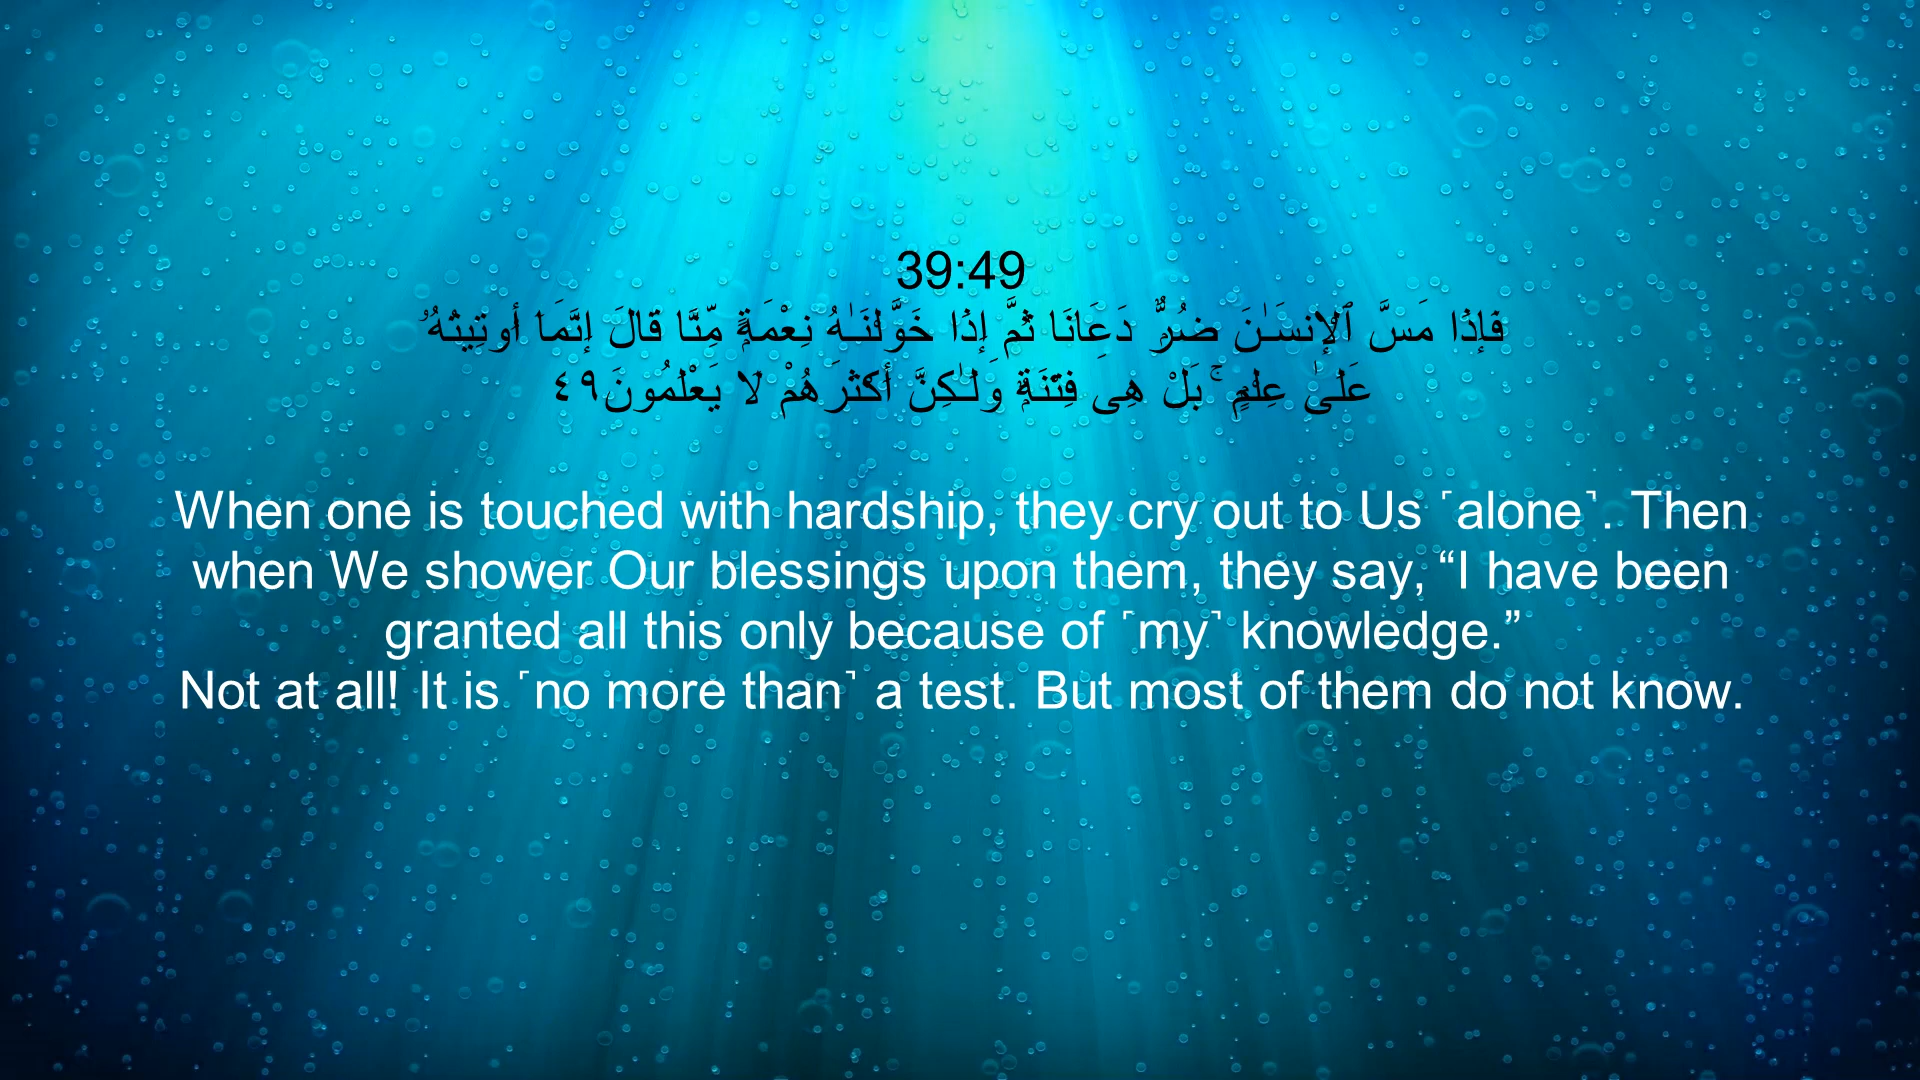 39:49
فَإِذَا مَسَّ ٱلْإِنسَـٰنَ ضُرٌّۭ دَعَانَا ثُمَّ إِذَا خَوَّلْنَـٰهُ نِعْمَةًۭ مِّنَّا قَالَ إِنَّمَآ أُوتِيتُهُۥ
عَلَىٰ عِلْمٍۭ ۚ بَلْ هِىَ فِتْنَةٌۭ وَلَـٰكِنَّ أَكْثَرَهُمْ لَا يَعْلَمُونَ٤٩
When one is touched with hardship, they cry out to Us ˹alone˺. Then
when We shower Our blessings upon them, they say, “I have been
granted all this only because of ˹my˺ knowledge.”
Not at all! It is ˹no more than˺ a test. But most of them do not know.